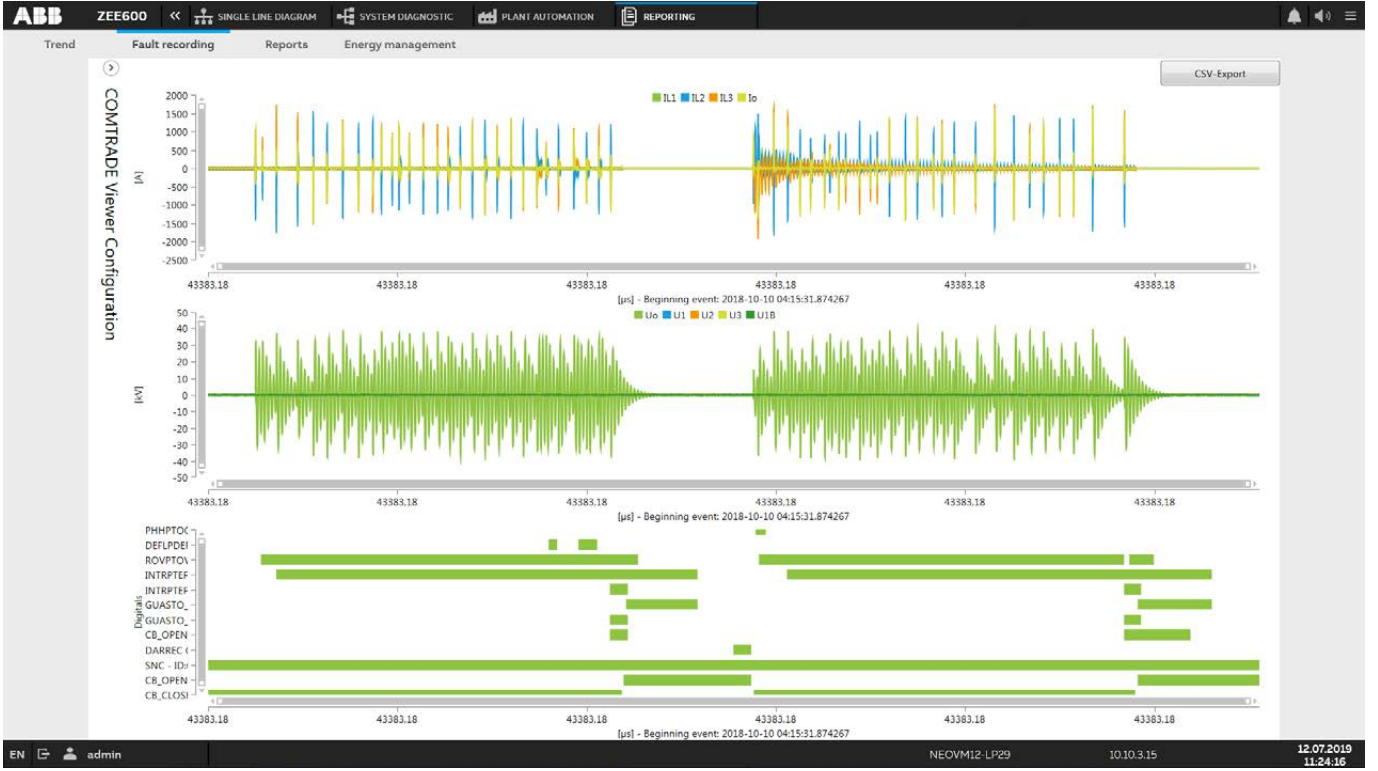 ABB ZEE600 << SINGLE LINE DIAGRAM SYSTEM DIAGNOSTIC PLANT AUTOMATION REPORTING
Trend Fault recording Reports Energy management
CSV-Export
COMTRADE Viewer Configuration
IL1 IL2 IL3 Io
2000
1500
1000
500
0
-500
-1000
-1500
-2000
-2500
[A]
43383,18 43383,18 43383,18 43383,18 43383,18 43383,18
[µs] - Beginning event: 2018-10-10 04:15:31.874267
Uo U1 U2 U3 U1B
50
40
30
20
10
0
-10
-20
-30
-40
-50
[kV]
43383,18 43383,18 43383,18 43383,18 43383,18 43383,18
[µs] - Beginning event: 2018-10-10 04:15:31.874267
Digitals
DEFLPDEI
ROVPTOV
INTRPTEF
INTRPTEF
GUASTO_
GUASTO_
CB_OPEN
DARREC (
SNC - ID:
CB_OPEN
CB_CLOSI
43383,18 43383,18 43383,18 43383,18 43383,18 43383,18
[µs] - Beginning event: 2018-10-10 04:15:31.874267
EN admin NEOVM12-LP29 10.10.3.15 12.07.2019
11:24:16